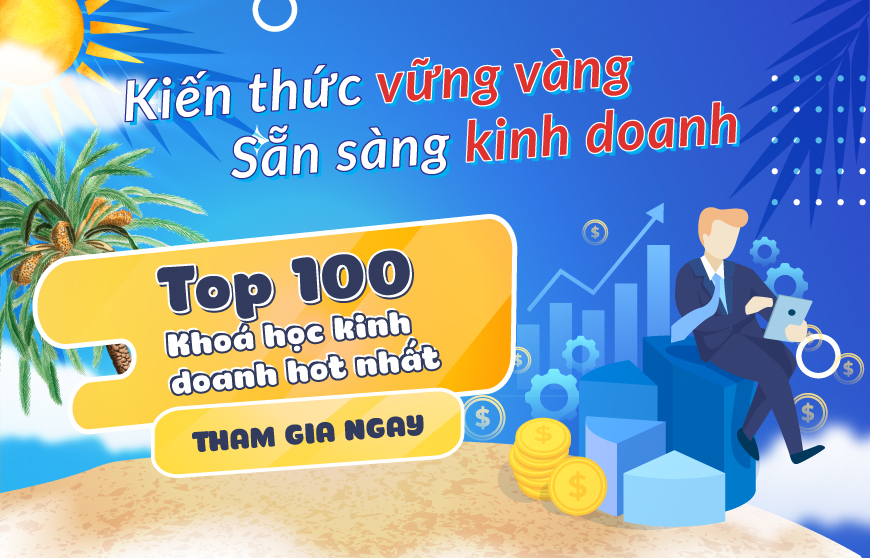 Kiến thức vững vàng
Sẵn sàng kinh doanh
Top 100
Khoá học kinh
doanh hot nhất
THAM GIA NGAY